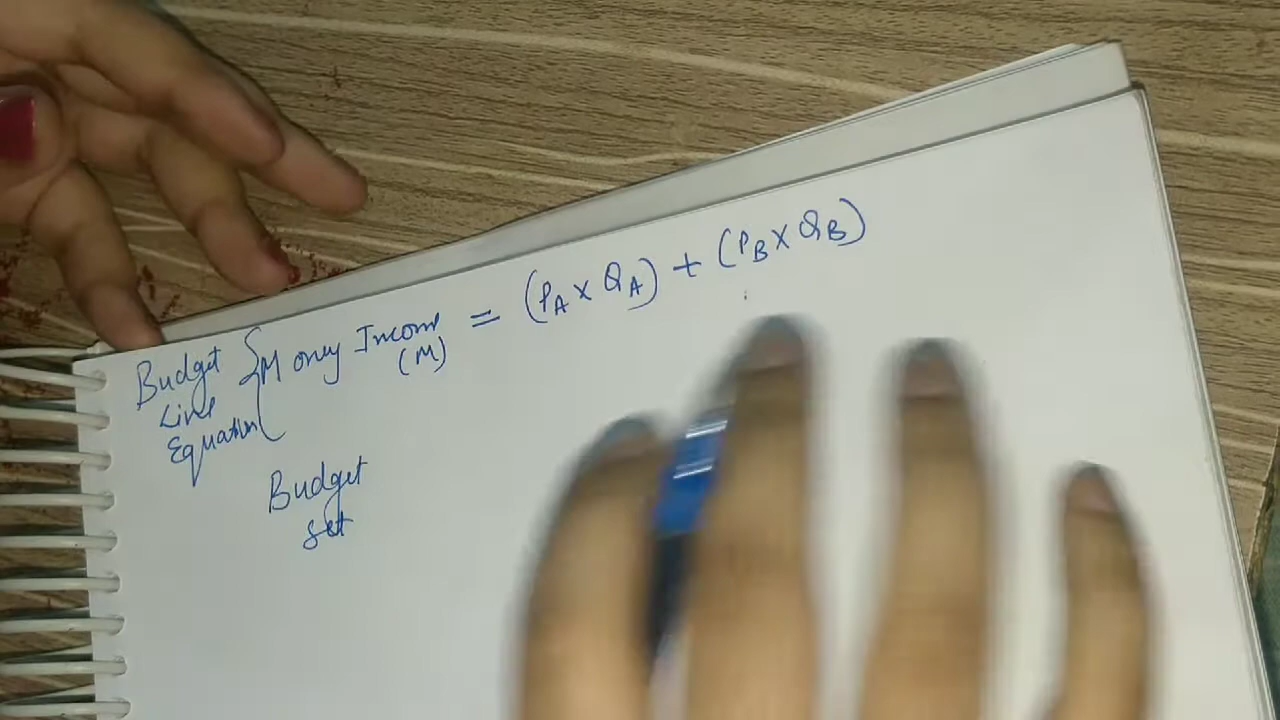 Budget Line Equation { Money Income (M) = (PA × QA) + (PB × QB)
Budget
set